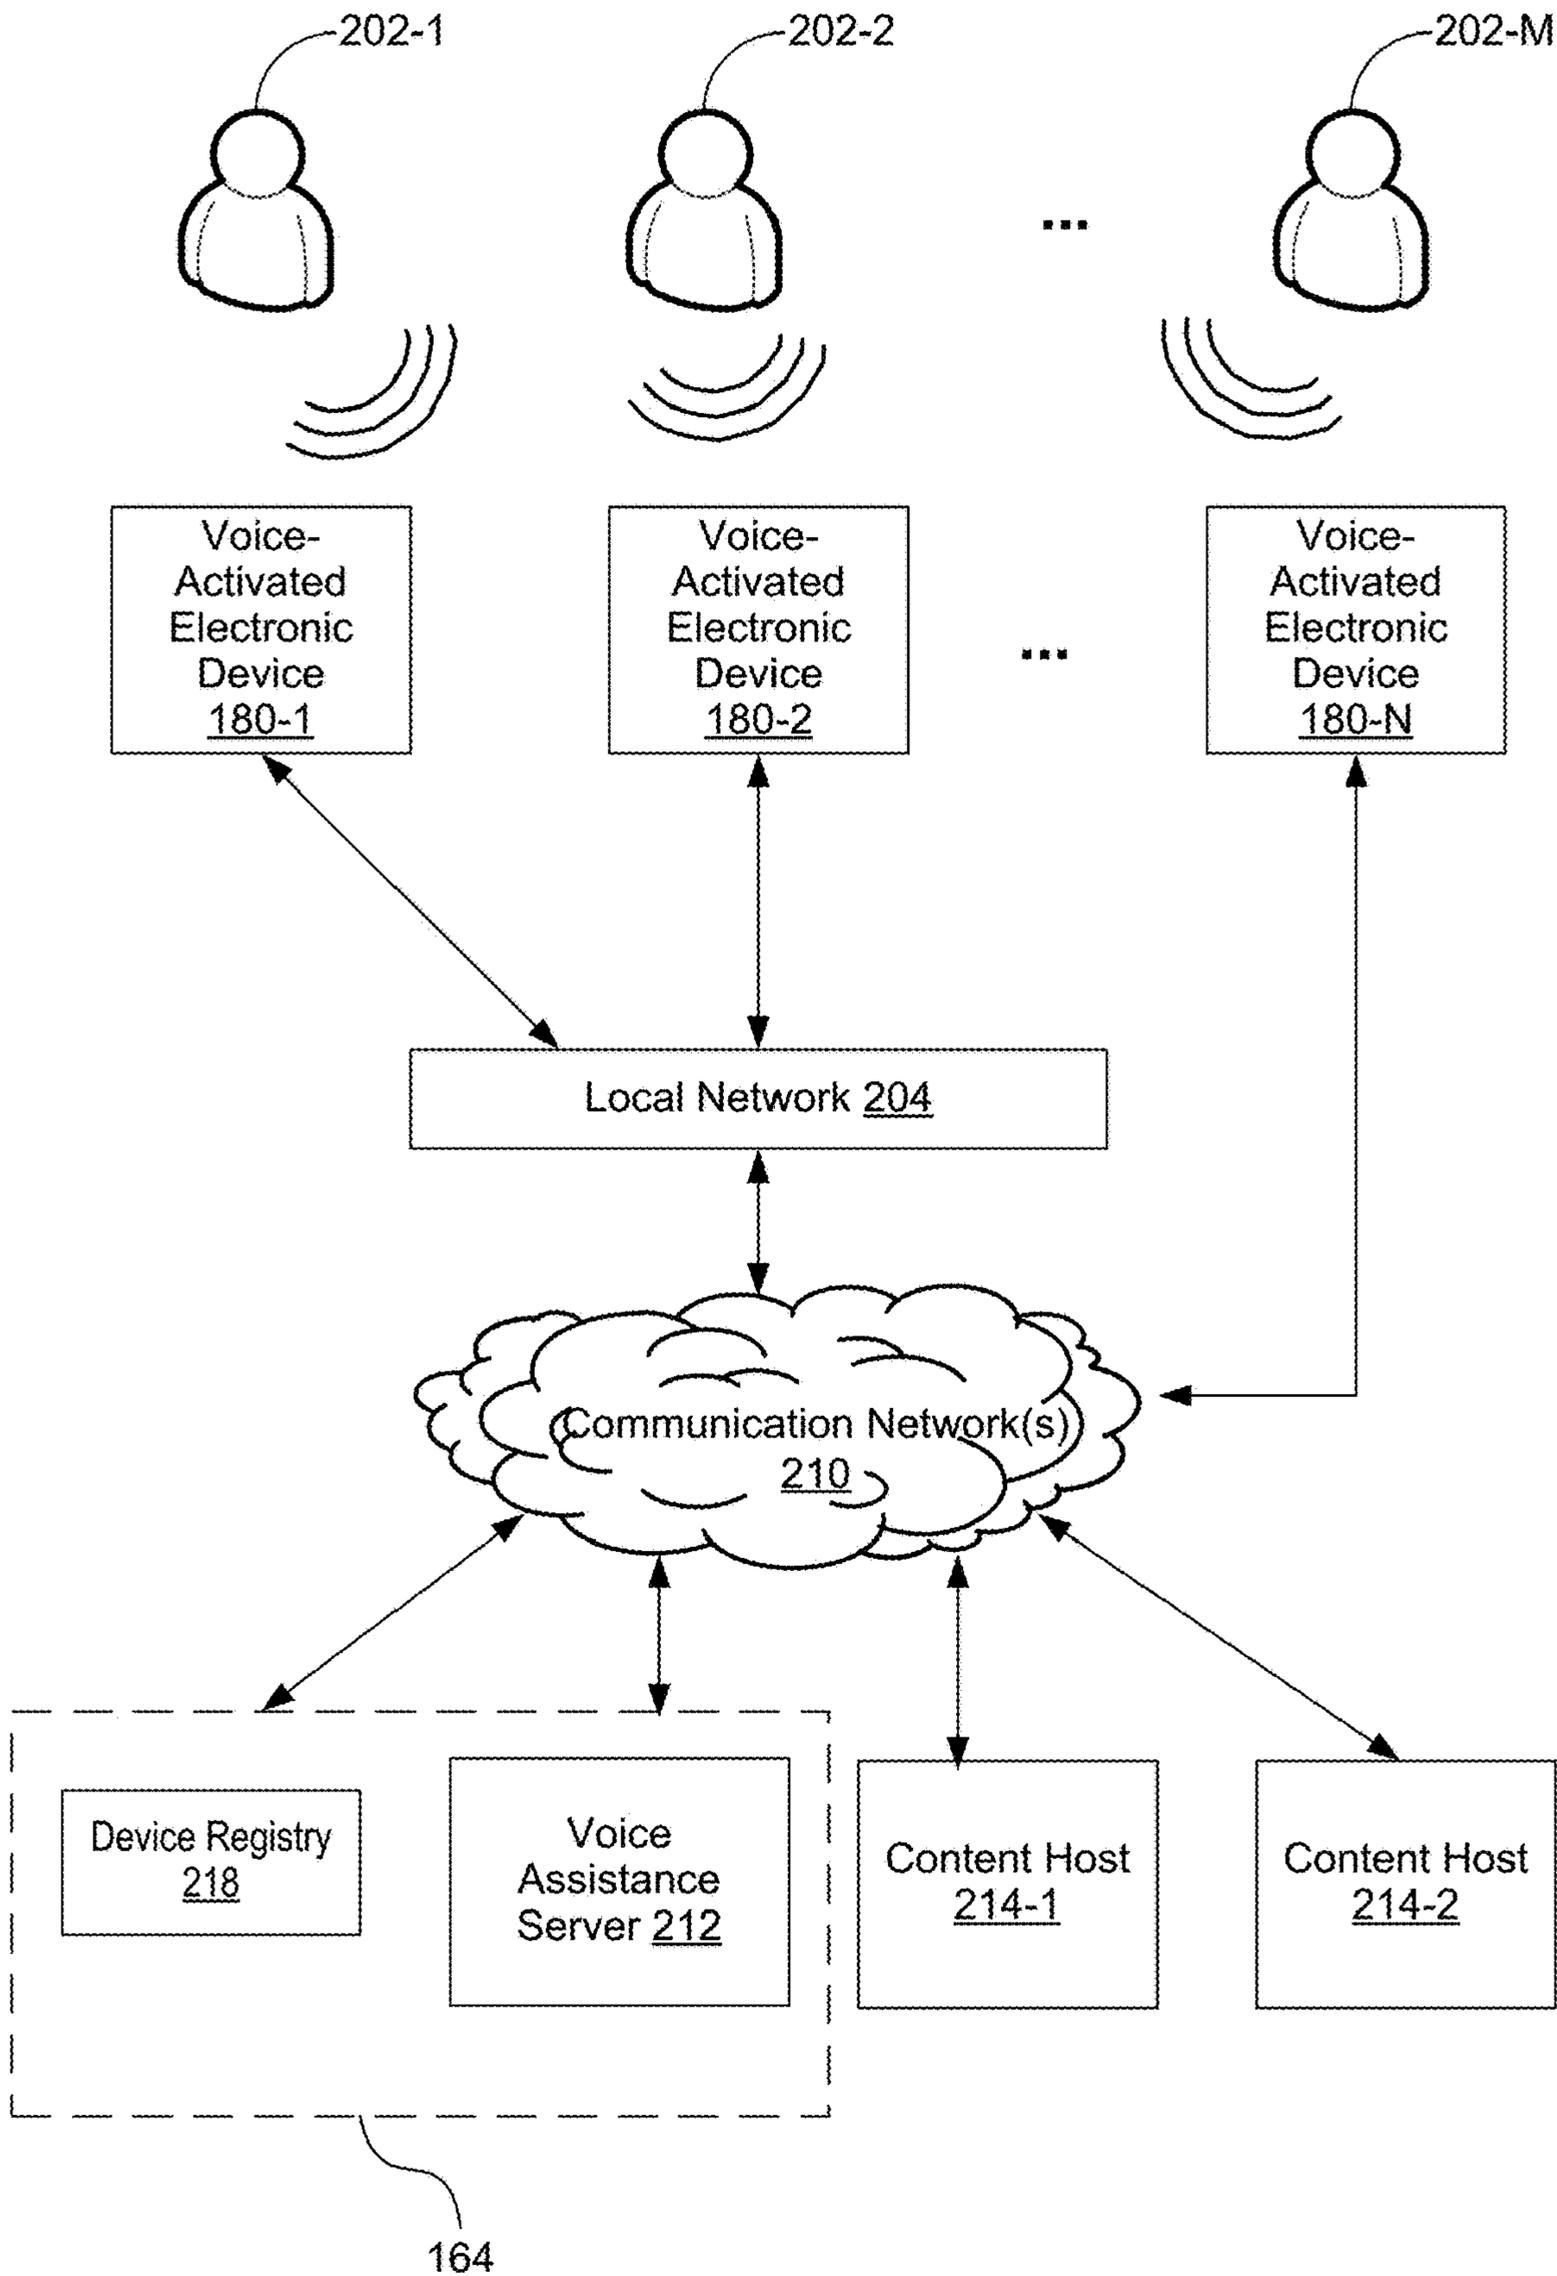 202-1
202-2
202-M
...
Voice-
Activated
Electronic
Device
180-1
Voice-
Activated
Electronic
Device
180-2
...
Voice-
Activated
Electronic
Device
180-N
Local Network 204
Communication Network(s)
210
Device Registry
218
Voice
Assistance
Server 212
Content Host
214-1
Content Host
214-2
164